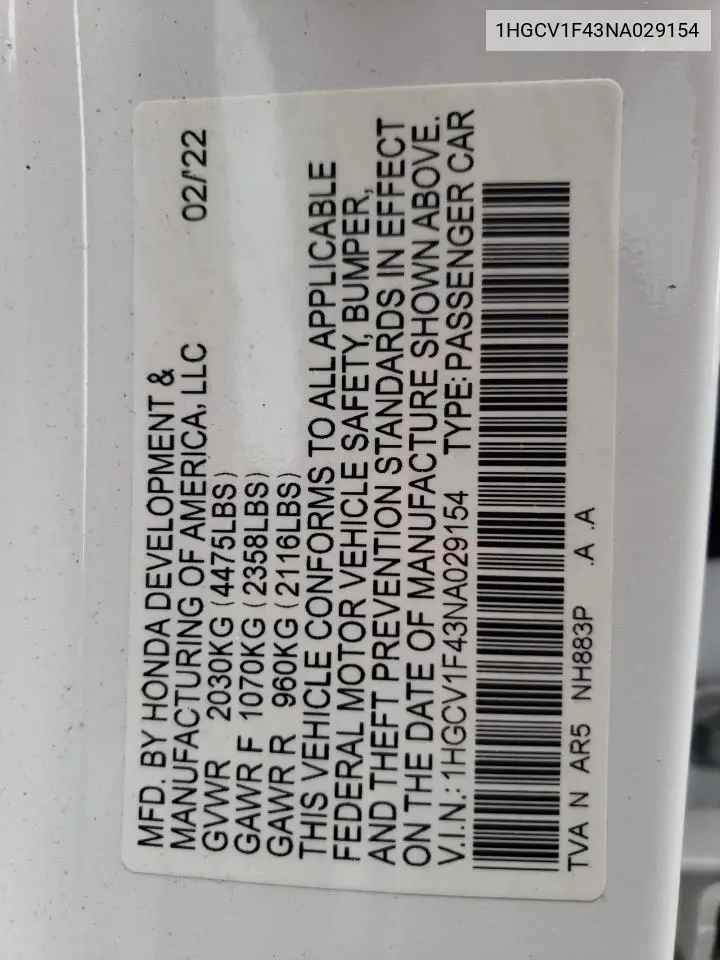 1HGCV1F43NA029154
MFD. BY HONDA DEVELOPMENT &
MANUFACTURING OF AMERICA, LLC 02/'22
GVWR 2030KG (4475LBS)
GAWR F 1070KG (2358LBS)
GAWR R 960KG (2116LBS)
THIS VEHICLE CONFORMS TO ALL APPLICABLE
FEDERAL MOTOR VEHICLE SAFETY, BUMPER,
AND THEFT PREVENTION STANDARDS IN EFFECT
ON THE DATE OF MANUFACTURE SHOWN ABOVE.
V.I.N.: 1HGCV1F43NA029154 TYPE: PASSENGER CAR
TVA N AR5 NH883P .A .A